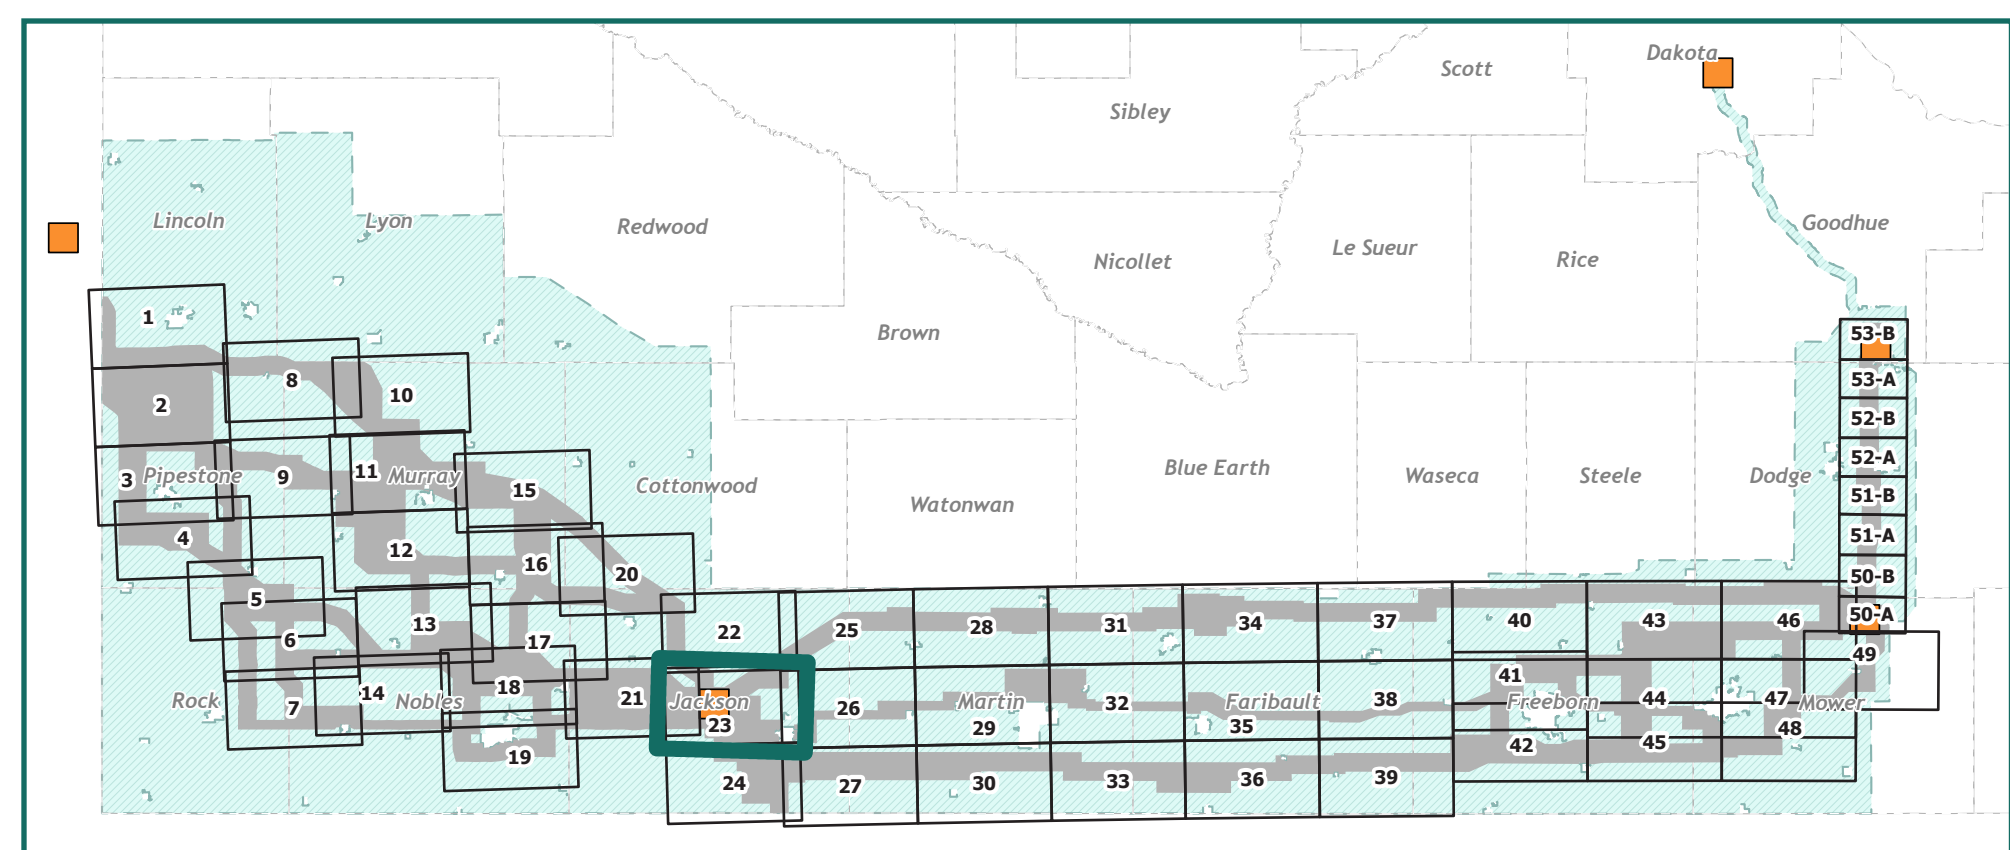 Dakota
Scott
Sibley
Lincoln
Lyon
Redwood
Goodhue
Le Sueur
Rice
Nicollet
1
Brown
53-B
8
53-A
10
2
52-B
52-A
Blue Earth
11
9
3
Pipestone
Murray
Waseca
Steele
Dodge
15
Cottonwood
51-B
Watonwan
51-A
4
12
16
20
50-B
5
50-A
40
43
46
37
34
13
31
28
25
22
6
17
49
41
18
14
21
44
47
Rock
Nobles
Jackson
Martin
Faribault
38
Freeborn
Mower
32
26
7
23
29
35
48
45
42
19
39
36
33
30
27
24